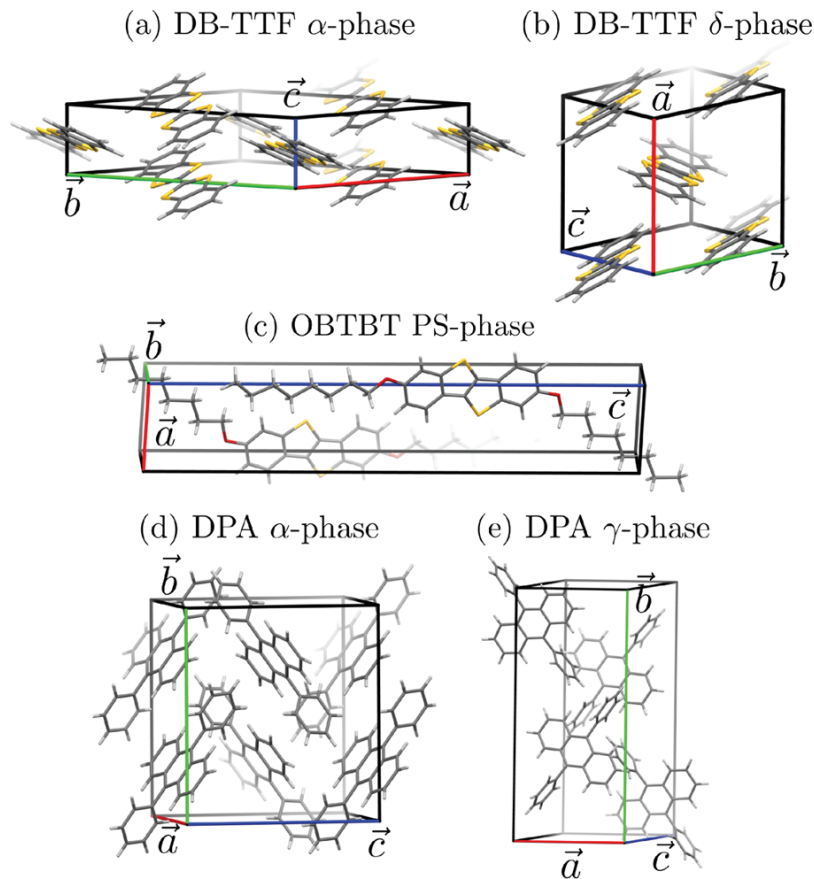 (a) DB-TTF α-phase
(b) DB-TTF δ-phase
c⃗
b⃗
a⃗
a⃗
c⃗
b⃗
(c) OBTBT PS-phase
b⃗
a⃗
c⃗
(d) DPA α-phase
(e) DPA γ-phase
b⃗
a⃗
c⃗
b⃗
a⃗
c⃗